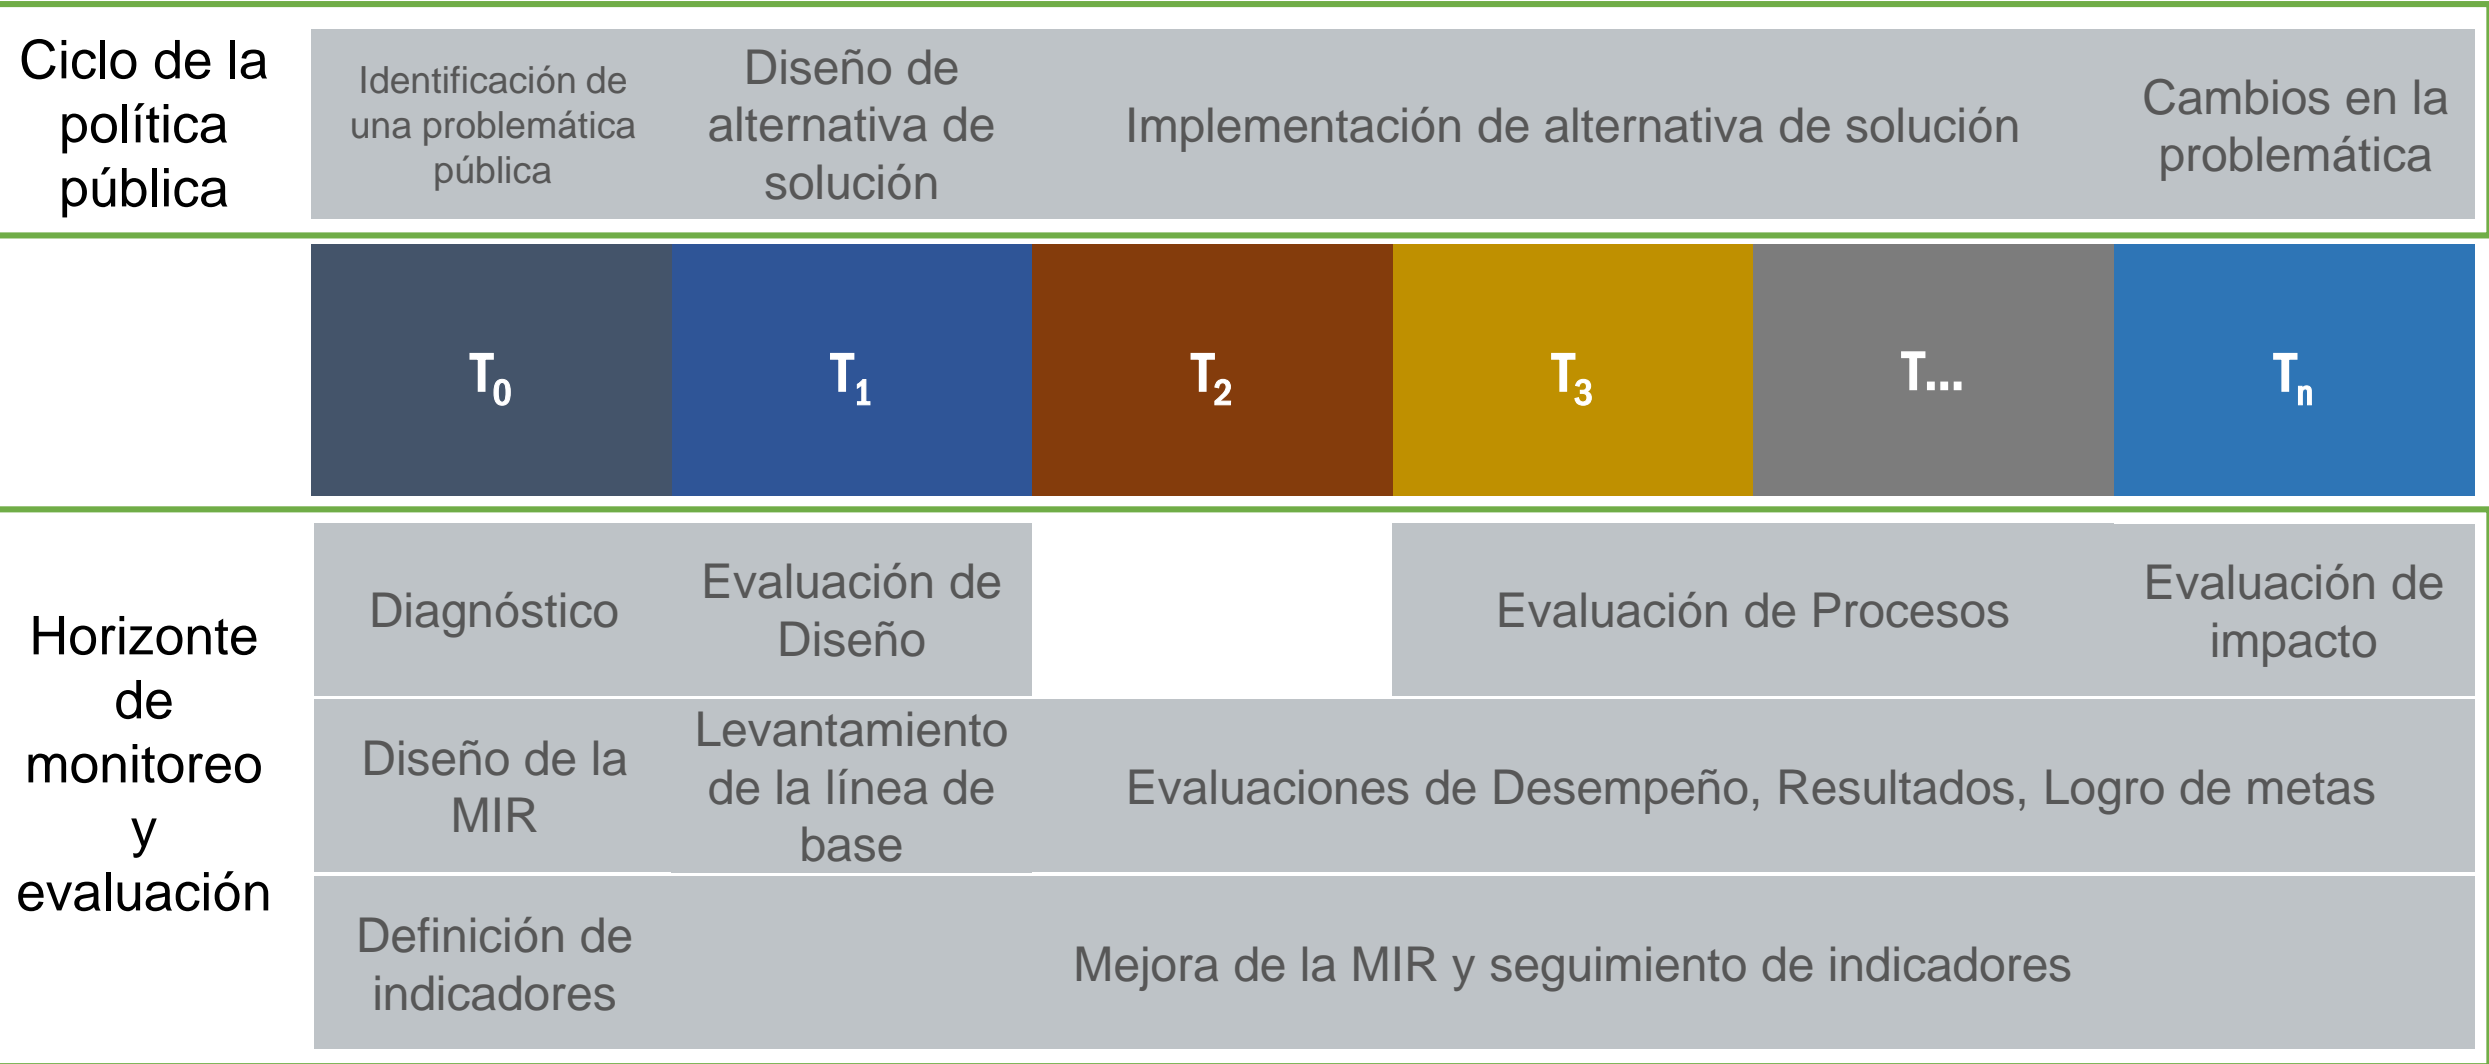 Ciclo de la
política
pública
Identificación de
una problemática
pública
Diseño de
alternativa de
solución
Implementación de alternativa de solución
Cambios en la
problemática
T0
T1
T2
T3
T...
Tn
Horizonte
de
monitoreo
y
evaluación
Diagnóstico
Evaluación de
Diseño
Evaluación de Procesos
Evaluación de
impacto
Diseño de la
MIR
Levantamiento
de la línea de
base
Evaluaciones de Desempeño, Resultados, Logro de metas
Definición de
indicadores
Mejora de la MIR y seguimiento de indicadores